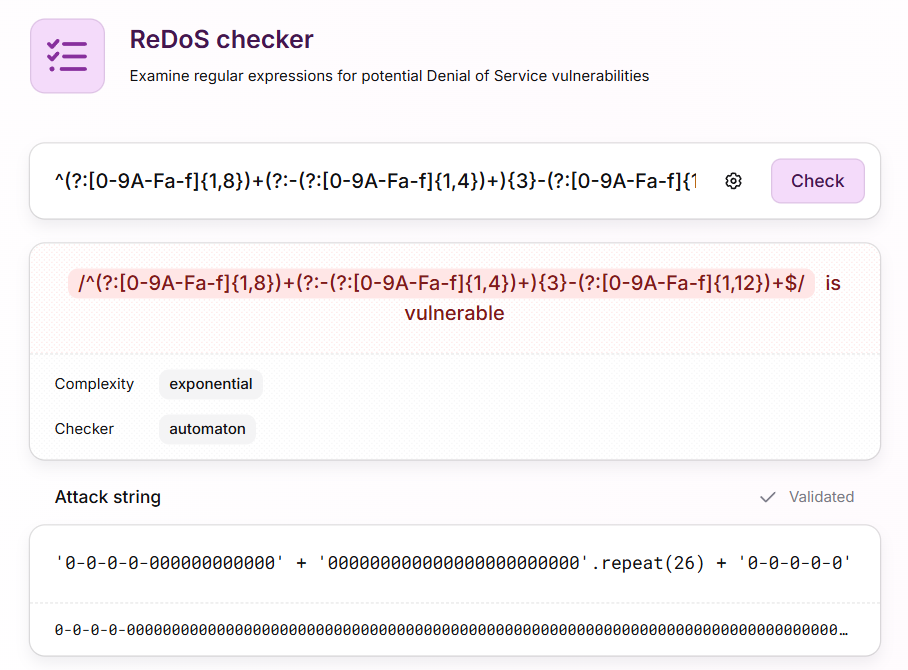 ReDoS checker
Examine regular expressions for potential Denial of Service vulnerabilities
^(?:[0-9A-Fa-f]{1,8})+(?:-(?:[0-9A-Fa-f]{1,4})+){3}-(?:[0-9A-Fa-f]{1
Check
/^(?:[0-9A-Fa-f]{1,8})+(?:-(?:[0-9A-Fa-f]{1,4})+){3}-(?:[0-9A-Fa-f]{1,12})+$/ is
vulnerable
Complexity exponential
Checker automaton
Attack string
Validated
'0-0-0-0-000000000000' + '000000000000000000000000'.repeat(26) + '0-0-0-0-0'
0-0-0-0-0000000000000000000000000000000000000000000000000000000000000000000000000000000000000000000000000000…